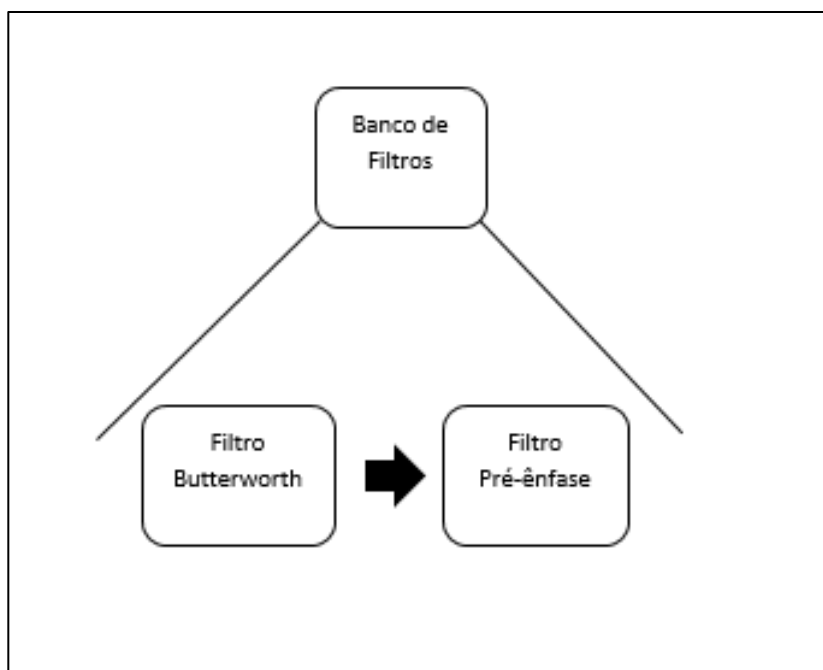 Banco de
Filtros
Filtro
Butterworth
Filtro
Pré-ênfase